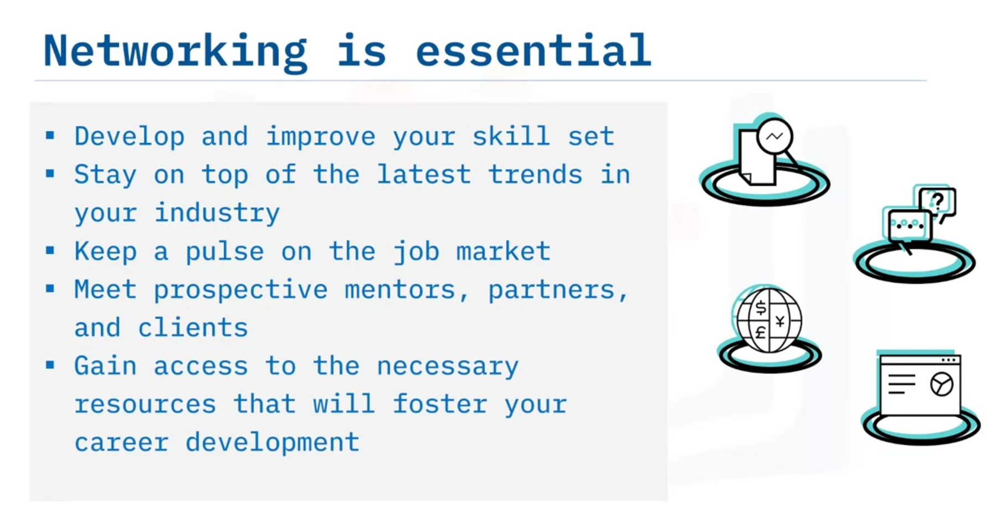 Networking is essential
▪ Develop and improve your skill set
▪ Stay on top of the latest trends in
your industry
▪ Keep a pulse on the job market
▪ Meet prospective mentors, partners,
and clients
▪ Gain access to the necessary
resources that will foster your
career development
?
$
¥
£